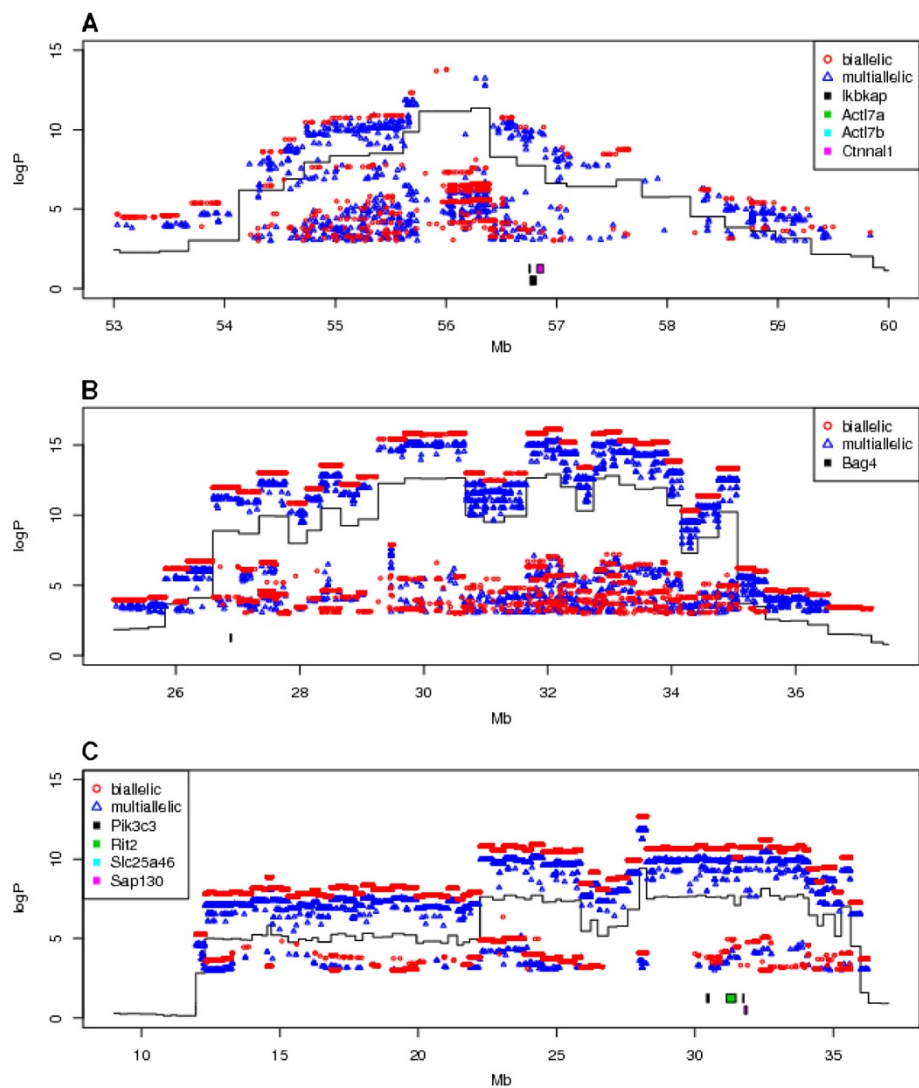 A
15
10
5
0
logP
biallelic
multiallelic
Ikbkap
Actl7a
Actl7b
Ctnnal1
53 54 55 56 57 58 59 60
Mb
B
15
10
5
0
logP
biallelic
multiallelic
Bag4
26 28 30 32 34 36
Mb
C
15
10
5
0
logP
biallelic
multiallelic
Pik3c3
Rit2
Slc25a46
Sap130
10 15 20 25 30 35
Mb